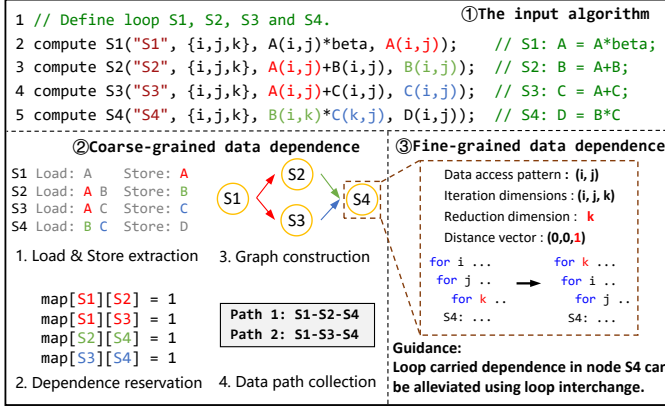 ①The input algorithm
1 // Define loop S1, S2, S3 and S4.
2 compute S1("S1", {i,j,k}, A(i,j)*beta, A(i,j)); // S1: A = A*beta;
3 compute S2("S2", {i,j,k}, A(i,j)+B(i,j), B(i,j)); // S2: B = A+B;
4 compute S3("S3", {i,j,k}, A(i,j)+C(i,j), C(i,j)); // S3: C = A+C;
5 compute S4("S4", {i,j,k}, B(i,k)*C(k,j), D(i,j)); // S4: D = B*C
②Coarse-grained data dependence
S1 Load: A Store: A
S2 Load: A B Store: B
S3 Load: A C Store: C
S4 Load: B C Store: D
1. Load & Store extraction
S1
S2
S3
S4
3. Graph construction
map[S1][S2] = 1
map[S1][S3] = 1
map[S2][S4] = 1
map[S3][S4] = 1
2. Dependence reservation
Path 1: S1-S2-S4
Path 2: S1-S3-S4
4. Data path collection
③Fine-grained data dependence
Data access pattern : (i, j)
Iteration dimensions : (i, j, k)
Reduction dimension : k
Distance vector : (0,0,1)
for i ...
for j ..
for k ..
S4: ...
for k ...
for i ..
for j ..
S4: ...
Guidance:
Loop carried dependence in node S4 can
be alleviated using loop interchange.